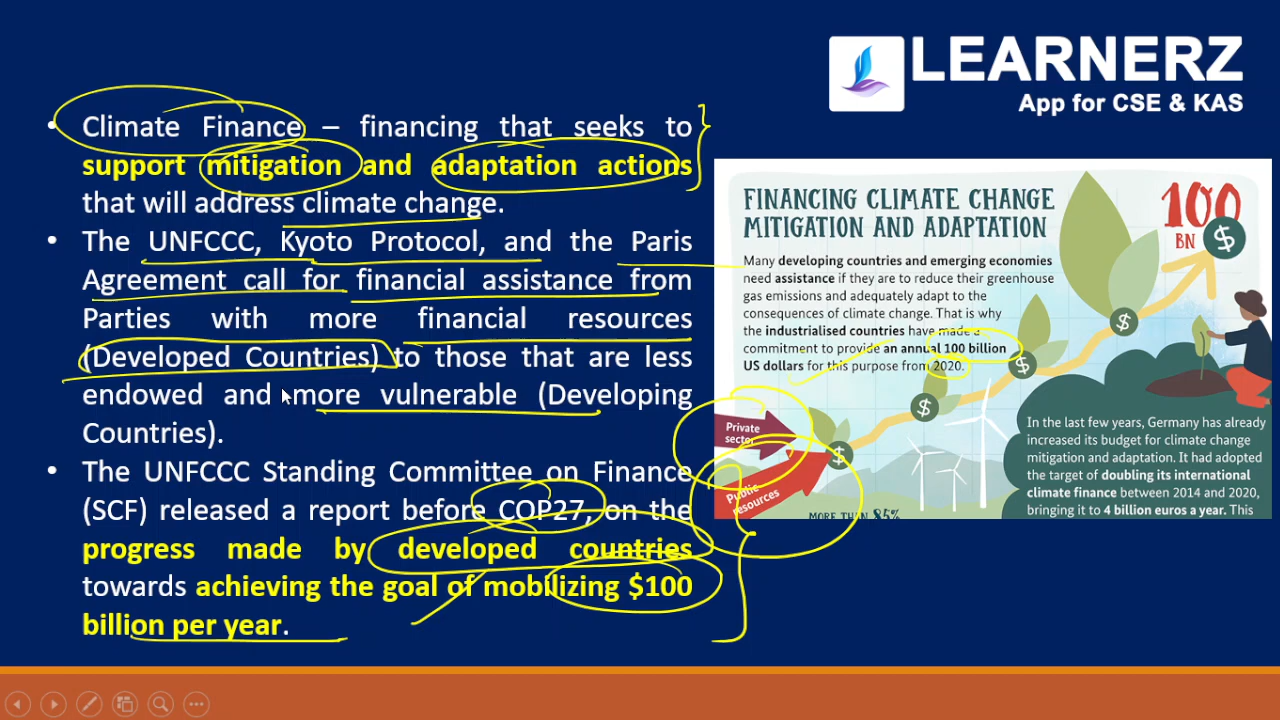 LEARNERZ
App for CSE & KAS
• Climate Finance – financing that seeks to
support mitigation and adaptation actions
that will address climate change.
• The UNFCCC, Kyoto Protocol, and the Paris
Agreement call for financial assistance from
Parties with more financial resources
(Developed Countries) to those that are less
endowed and more vulnerable (Developing
Countries).
• The UNFCCC Standing Committee on Finance
(SCF) released a report before COP27, on the
progress made by developed countries
towards achieving the goal of mobilizing $100
billion per year.
FINANCING CLIMATE CHANGE
MITIGATION AND ADAPTATION
100
BN $
Many developing countries and emerging economies
need assistance if they are to reduce their greenhouse
gas emissions and adequately adapt to the
consequences of climate change. That is why
the industrialised countries have made a
commitment to provide an annual 100 billion
US dollars for this purpose from 2020.
$
$
$
$
Private
sector
Public
resources
MORE THAN 85%
In the last few years, Germany has already
increased its budget for climate change
mitigation and adaptation. It had adopted
the target of doubling its international
climate finance between 2014 and 2020,
bringing it to 4 billion euros a year. This